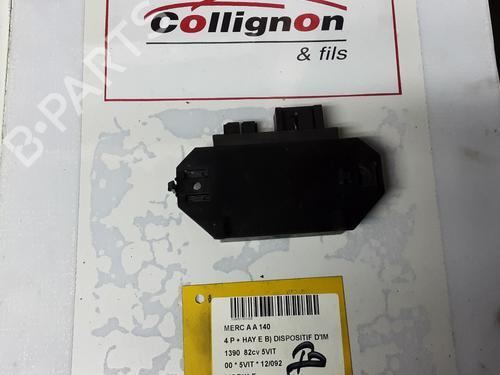 Collignon
& fils
B-PARTS
MERC A A 140
4 P + HAY E B) DISPOSITIF D'IM
1390 82cv 5VIT
00 * 5VIT * 12/092